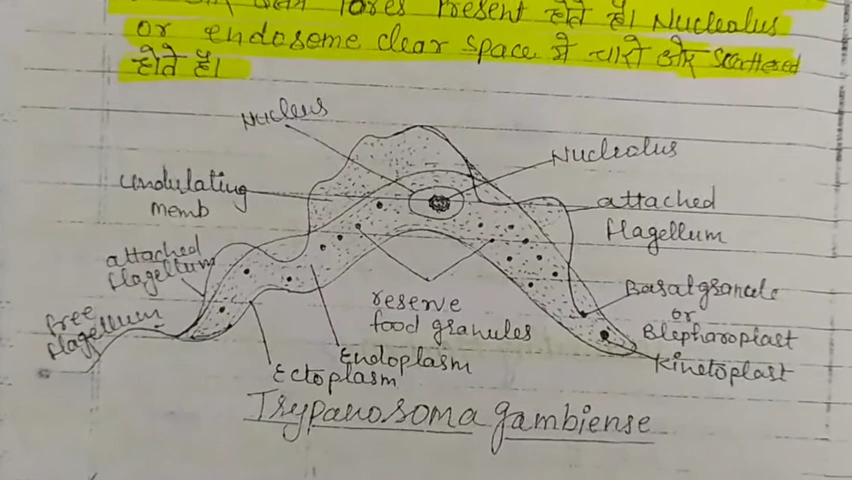 Pores Present होते हैं। Nucleolus
or endosome clear space में चारो ओर scattered
होते हैं।
Nucleus
Nucleolus
undulating
memb
attached
flagellum
attached
flagellum
free
flagellum
reserve
food granules
Basal granule
or
Blepharoplast
Kinetoplast
Endoplasm
Ectoplasm
Trypanosoma gambiense